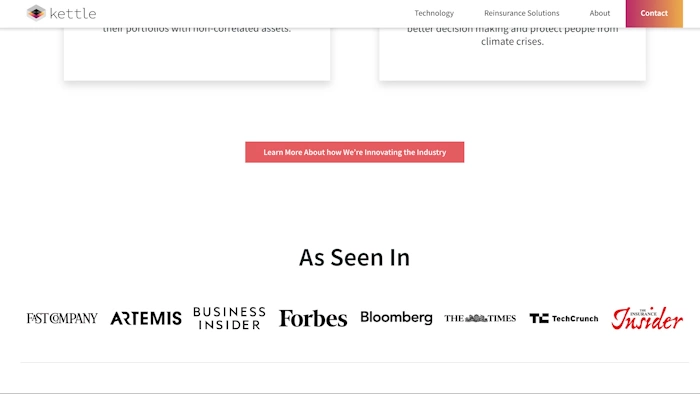 kettle
Technology
Reinsurance Solutions
About
Contact
their portfolios with non-correlated assets.
better decision making and protect people from
climate crises.
Learn More About how We're Innovating the Industry
As Seen In
FAST COMPANY
ARTEMIS
BUSINESS
INSIDER
Forbes
Bloomberg
THE TIMES
TechCrunch
THE
INSURANCE
Insider